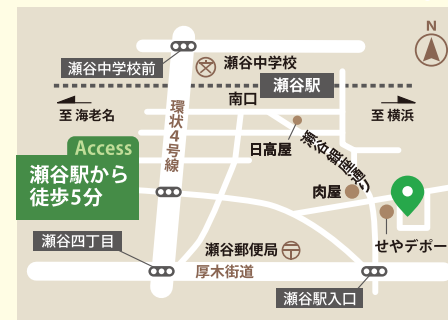 N
瀬谷中学校前
瀬谷中学校
瀬谷駅
至 海老名
環状4号線
南口
至 横浜
Access
瀬谷駅から
徒歩5分
日高屋
瀬谷銀座通り
肉屋
せやデポー
瀬谷四丁目
瀬谷郵便局
厚木街道
瀬谷駅入口